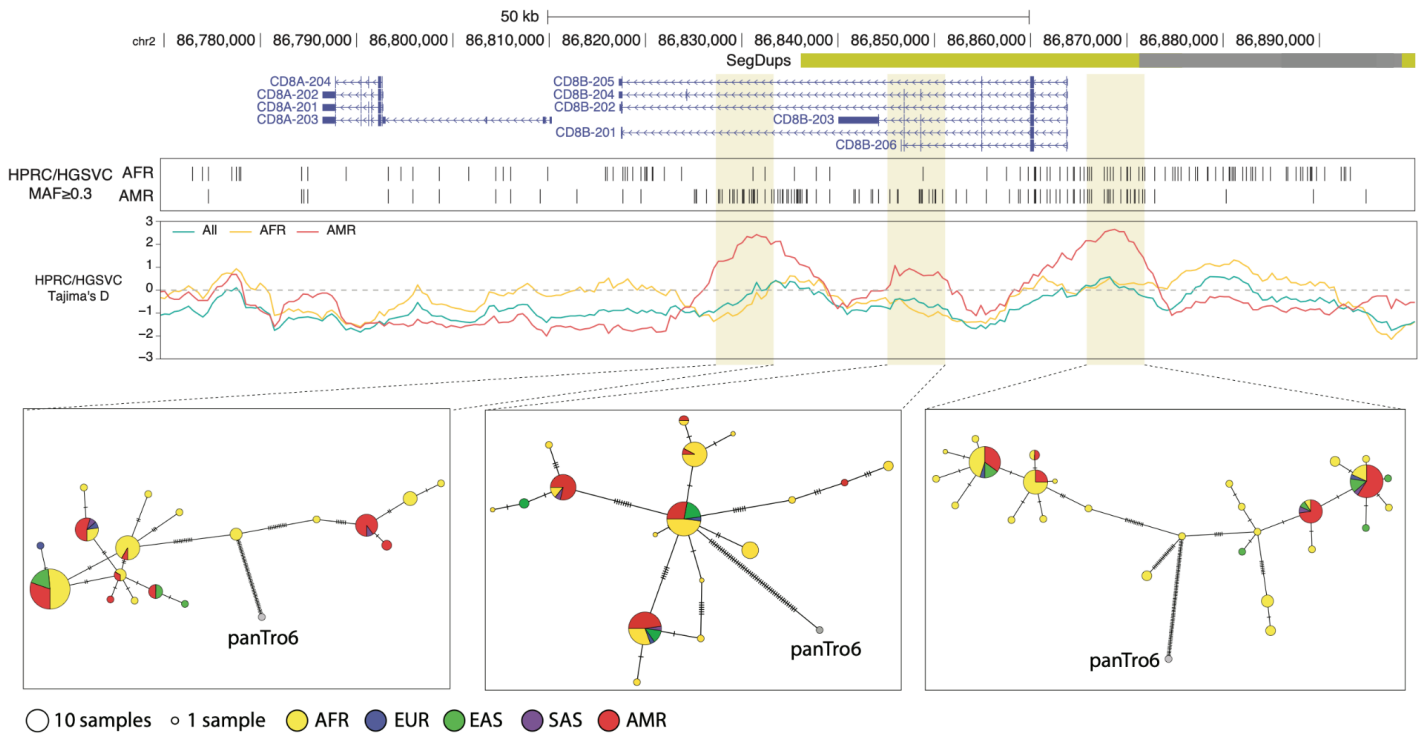 50 kb
chr2 86,780,000 86,790,000 86,800,000 86,810,000 86,820,000 86,830,000 86,840,000 86,850,000 86,860,000 86,870,000 86,880,000 86,890,000
SegDups
CD8A-204 CD8B-205
CD8A-202 CD8B-204
CD8A-201 CD8B-202
CD8A-203 CD8B-203
CD8B-201
CD8B-206
HPRC/HGSVC AFR
MAF≥0.3 AMR
3
All AFR AMR
2
1
HPRC/HGSVC
0
Tajima's D
−1
−2
−3
panTro6
panTro6
panTro6
10 samples 1 sample AFR EUR EAS SAS AMR